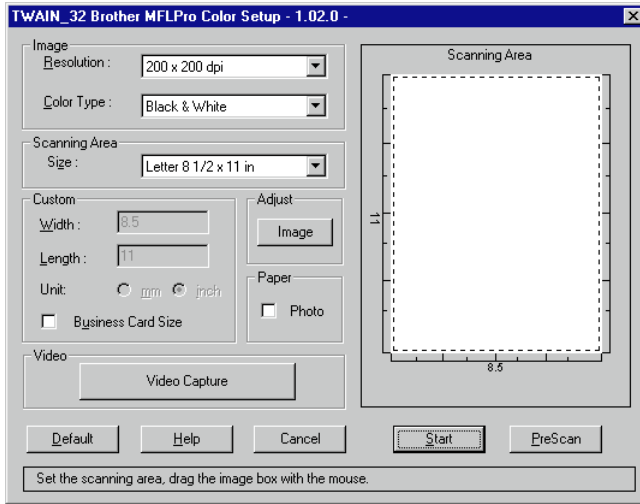 TWAIN_32 Brother MFLPro Color Setup - 1.02.0 -
Image
Resolution : 200 x 200 dpi
Color Type : Black & White
Scanning Area
Size : Letter 8 1/2 x 11 in
Custom
Width : 8.5
Length : 11
Unit: mm inch
Business Card Size
Adjust
Image
Paper
Photo
Video
Video Capture
Scanning Area
11
8.5
Default Help Cancel Start PreScan
Set the scanning area, drag the image box with the mouse.